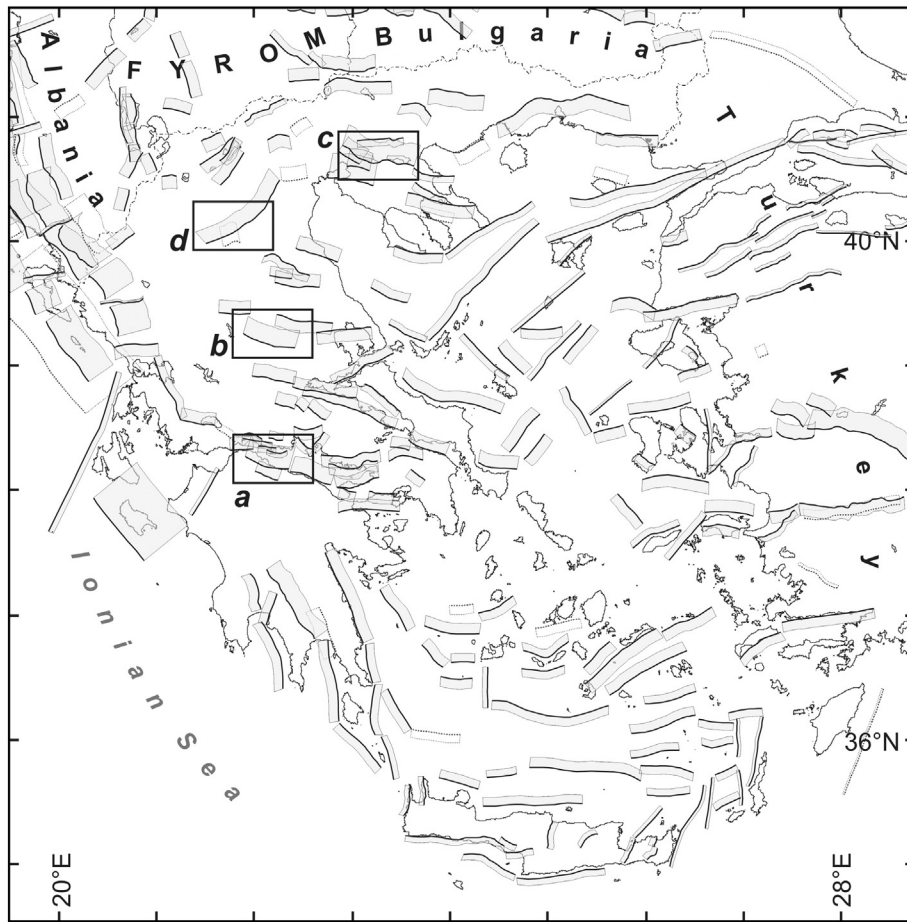 Albania
FYROM
Bulgaria
Turkey
c
d
40°N
b
a
Ionian Sea
36°N
20°E
28°E